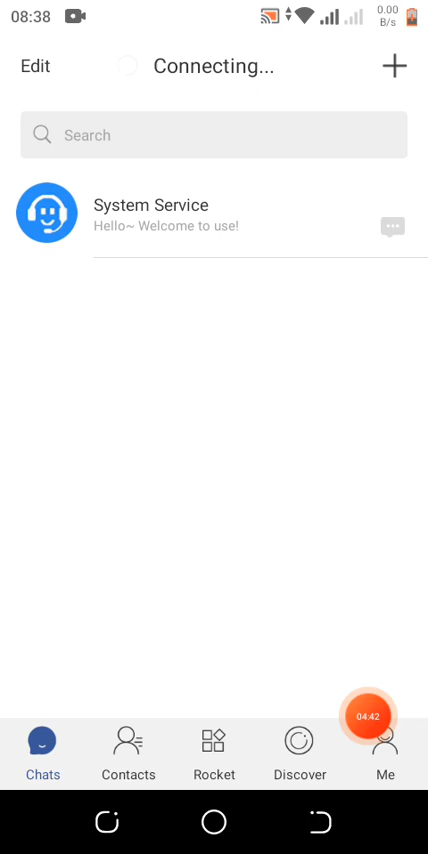 08:38
0.00
B/s
Edit
Connecting...
Search
System Service
Hello~ Welcome to use!
04:42
Chats
Contacts
Rocket
Discover
Me